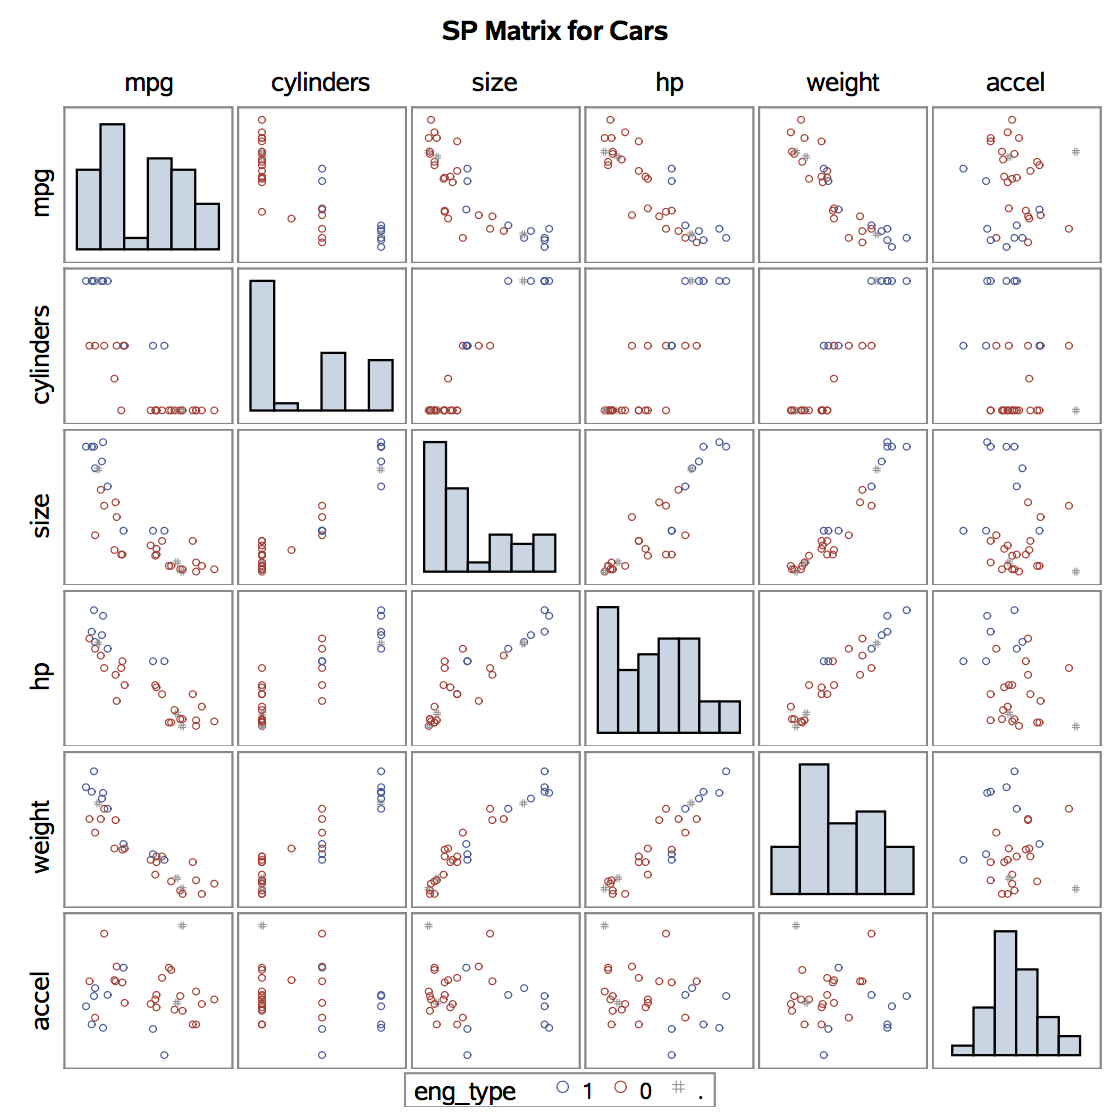 SP Matrix for Cars
mpg cylinders size hp weight accel
mpg
cylinders
size
hp
weight
accel
eng_type 1 0 .